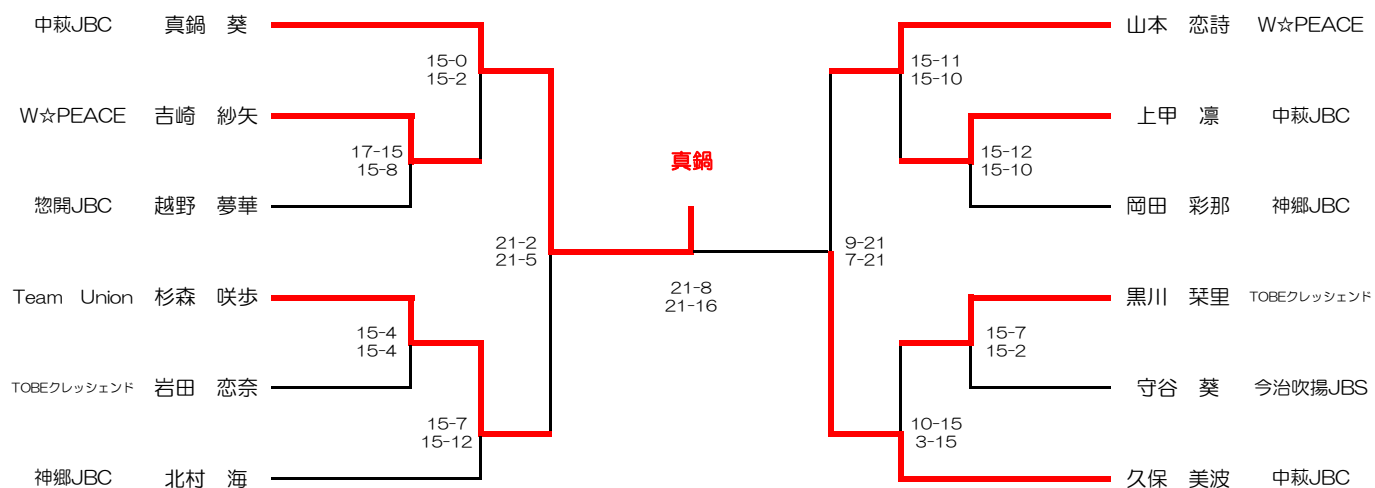 中萩JBC　真鍋　葵
15-0
15-2
W☆PEACE　吉崎　紗矢
17-15
15-8
惣開JBC　越野　夢華
21-2
21-5
Team　Union　杉森　咲歩
15-4
15-4
TOBEクレッシェンド　岩田　恋奈
15-7
15-12
神郷JBC　北村　海
真鍋
21-8
21-16
山本　恋詩　W☆PEACE
15-11
15-10
上甲　凛　中萩JBC
15-12
15-10
岡田　彩那　神郷JBC
9-21
7-21
黒川　栞里　TOBEクレッシェンド
15-7
15-2
守谷　葵　今治吹揚JBS
10-15
3-15
久保　美波　中萩JBC